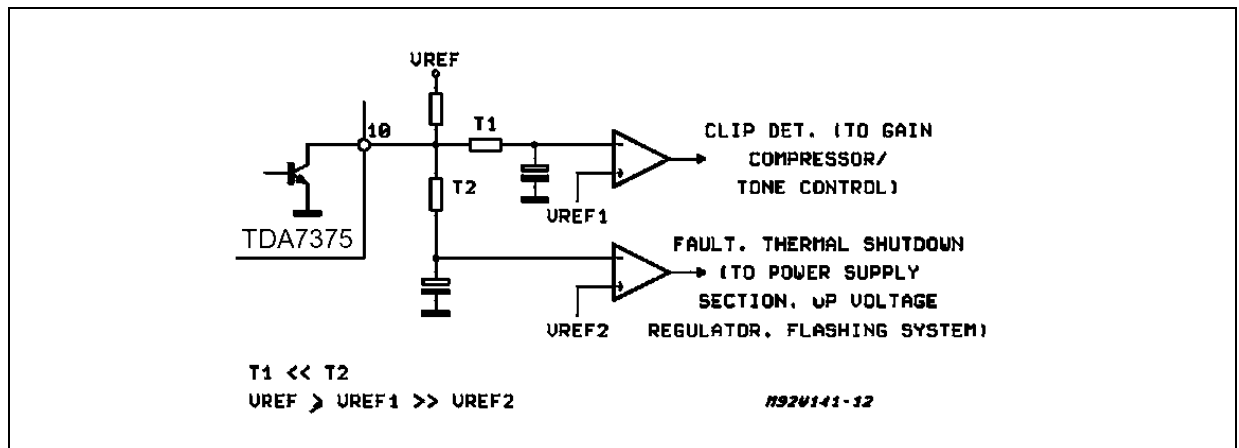 VREF
10
T1
CLIP DET. (TO GAIN
COMPRESSOR/
TONE CONTROL)
T2
VREF1
TDA7375
FAULT. THERMAL SHUTDOWN
(TO POWER SUPPLY
SECTION. uP VOLTAGE
REGULATOR. FLASHING SYSTEM)
VREF2
T1 << T2
VREF ⩾ VREF1 >> VREF2
M92W141-12